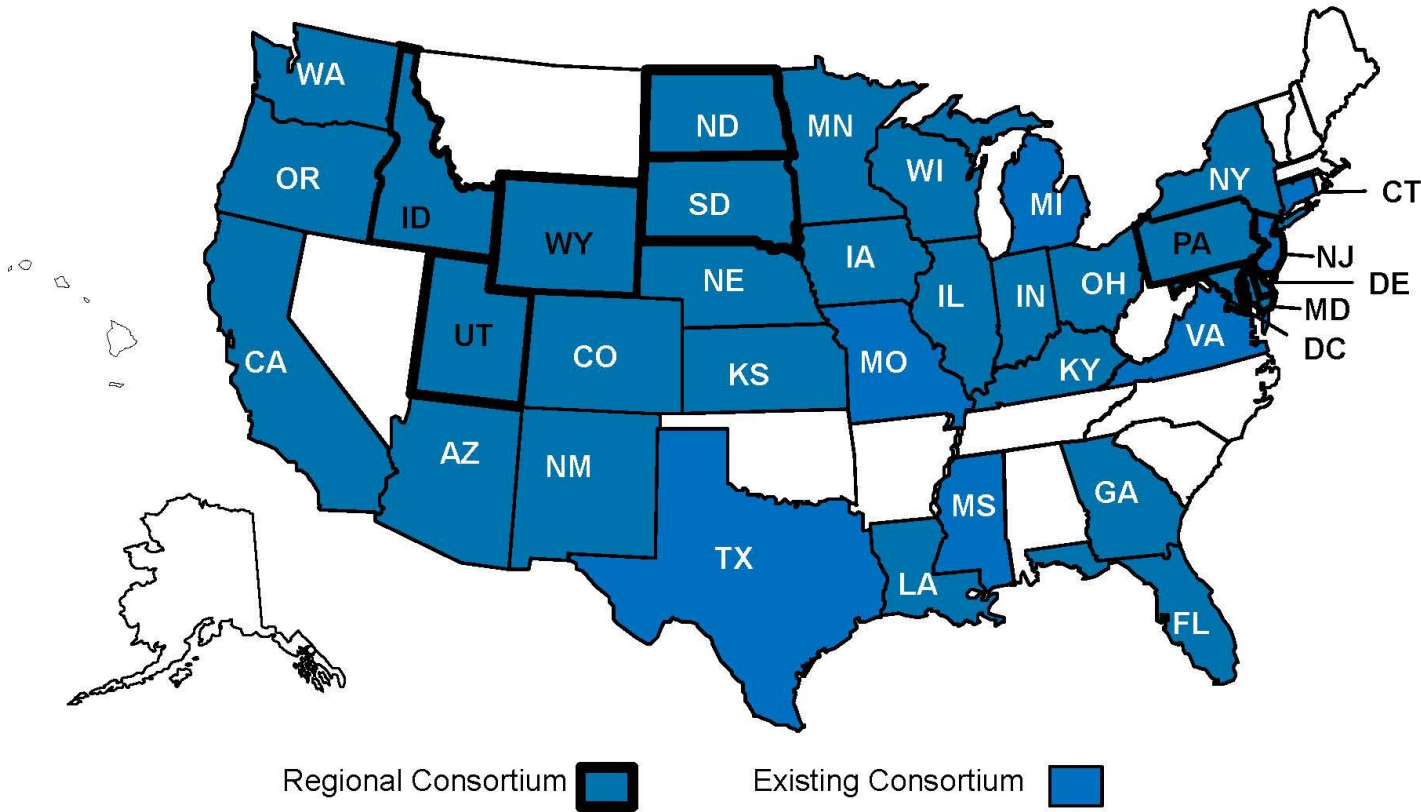 WA
ND
MN
OR
ID
SD
WI
MI
NY
CT
WY
IA
PA
NJ
NE
IL
IN
OH
DE
MD
UT
CO
DC
CA
KS
MO
KY
VA
AZ
NM
MS
GA
TX
LA
FL
Regional Consortium
Existing Consortium